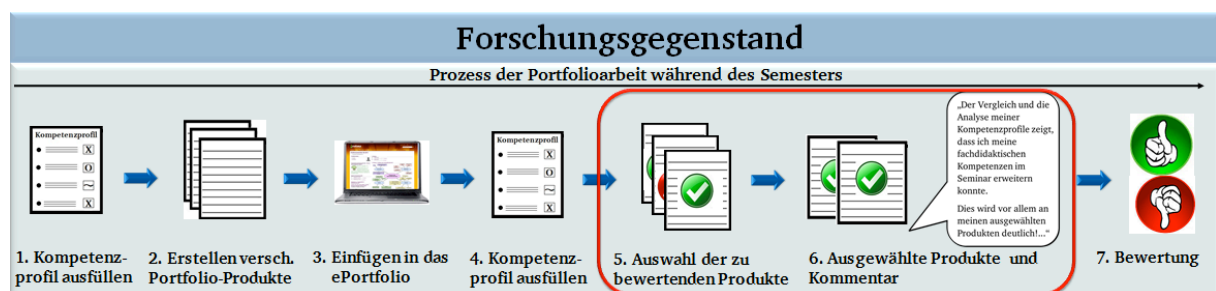 Forschungsgegenstand
Prozess der Portfolioarbeit während des Semesters
Kompetenzprofil
X
O
~
X
Kompetenzprofil
X
O
~
X
„Der Vergleich und die
Analyse meiner
Kompetenzprofile zeigt,
dass ich meine
fachdidaktischen
Kompetenzen im
Seminar erweitern
konnte.
Dies wird vor allem an
meinen ausgewählten
Produkten deutlich!...“
1. Kompetenz-
profil ausfüllen
2. Erstellen versch.
Portfolio-Produkte
3. Einfügen in das
ePortfolio
4. Kompetenz-
profil ausfüllen
5. Auswahl der zu
bewertenden Produkte
6. Ausgewählte Produkte und
Kommentar
7. Bewertung